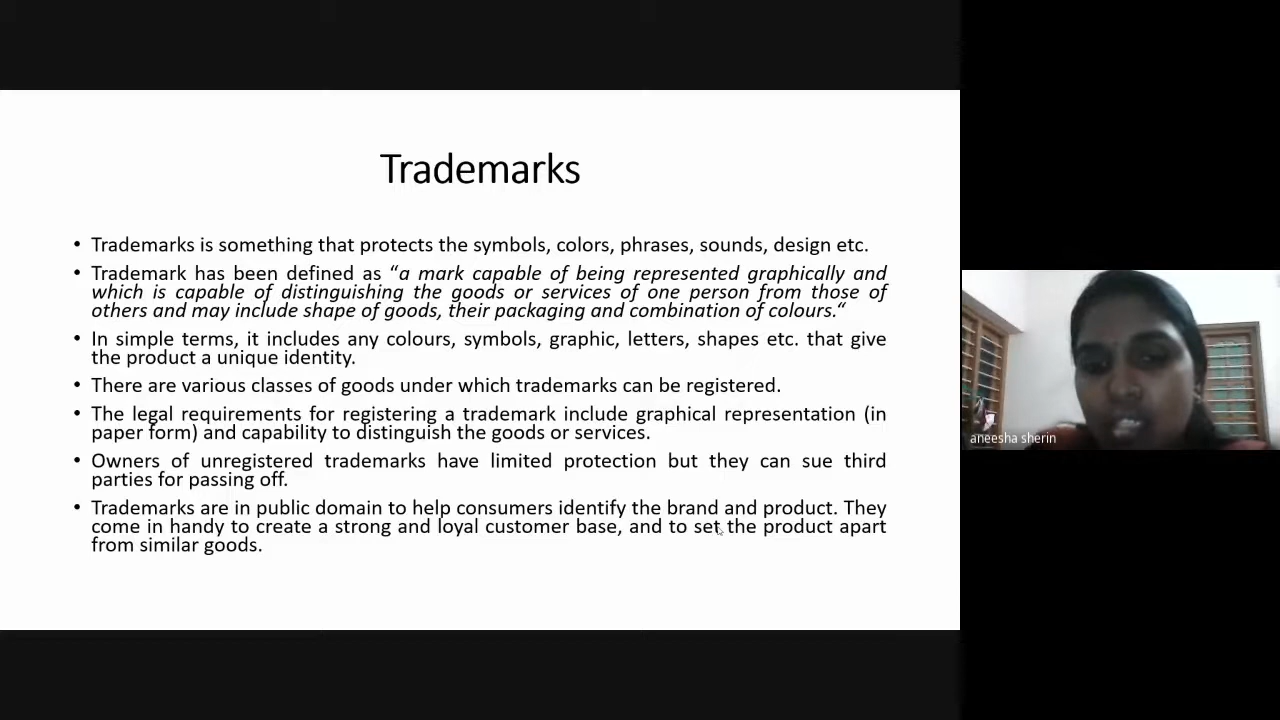 Trademarks
• Trademarks is something that protects the symbols, colors, phrases, sounds, design etc.
• Trademark has been defined as “a mark capable of being represented graphically and
which is capable of distinguishing the goods or services of one person from those of
others and may include shape of goods, their packaging and combination of colours.“
• In simple terms, it includes any colours, symbols, graphic, letters, shapes etc. that give
the product a unique identity.
• There are various classes of goods under which trademarks can be registered.
• The legal requirements for registering a trademark include graphical representation (in
paper form) and capability to distinguish the goods or services.
• Owners of unregistered trademarks have limited protection but they can sue third
parties for passing off.
• Trademarks are in public domain to help consumers identify the brand and product. They
come in handy to create a strong and loyal customer base, and to set the product apart
from similar goods.
aneesha sherin